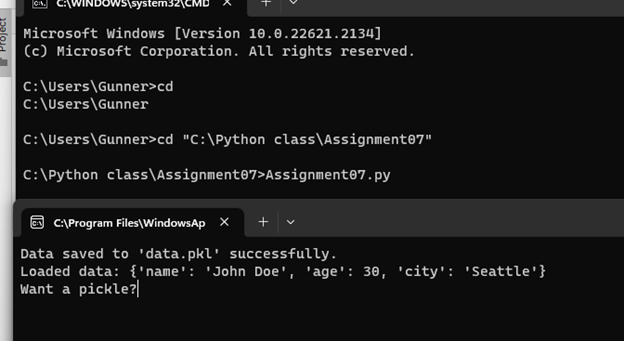 C:\WINDOWS\system32\CMD
Project
Microsoft Windows [Version 10.0.22621.2134]
(c) Microsoft Corporation. All rights reserved.
C:\Users\Gunner>cd
C:\Users\Gunner
C:\Users\Gunner>cd "C:\Python class\Assignment07"
C:\Python class\Assignment07>Assignment07.py
C:\Program Files\WindowsAp
Data saved to 'data.pkl' successfully.
Loaded data: {'name': 'John Doe', 'age': 30, 'city': 'Seattle'}
Want a pickle?